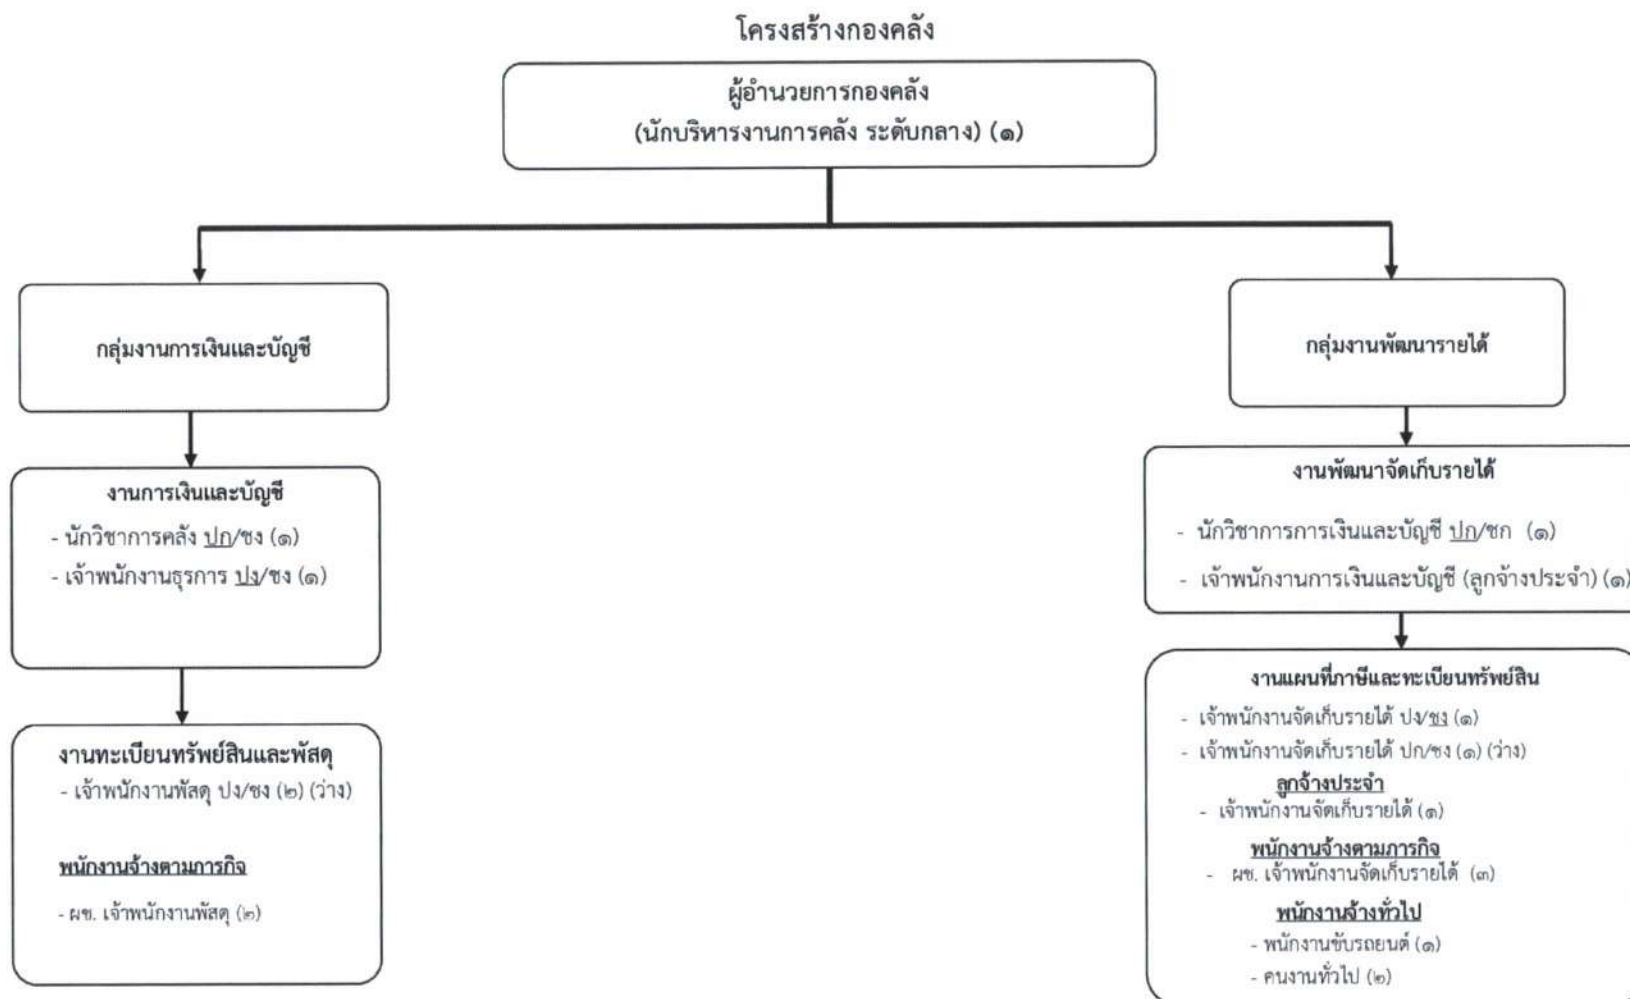 โครงสร้างกองคลัง
ผู้อำนวยการกองคลัง
(นักบริหารงานการคลัง ระดับกลาง) (๑)
กลุ่มงานการเงินและบัญชี
งานการเงินและบัญชี
- นักวิชาการคลัง ปก/ชง (๑)
- เจ้าพนักงานธุรการ ปง/ชง (๑)
งานทะเบียนทรัพย์สินและพัสดุ
- เจ้าพนักงานพัสดุ ปง/ชง (๒) (ว่าง)
พนักงานจ้างตามภารกิจ
- ผช. เจ้าพนักงานพัสดุ (๒)
กลุ่มงานพัฒนารายได้
งานพัฒนาจัดเก็บรายได้
- นักวิชาการการเงินและบัญชี ปก/ชก (๑)
- เจ้าพนักงานการเงินและบัญชี (ลูกจ้างประจำ) (๑)
งานแผนที่ภาษีและทะเบียนทรัพย์สิน
- เจ้าพนักงานจัดเก็บรายได้ ปง/ชง (๑)
- เจ้าพนักงานจัดเก็บรายได้ ปก/ชง (๑) (ว่าง)
ลูกจ้างประจำ
- เจ้าพนักงานจัดเก็บรายได้ (๑)
พนักงานจ้างตามภารกิจ
- ผช. เจ้าพนักงานจัดเก็บรายได้ (๓)
พนักงานจ้างทั่วไป
- พนักงานขับรถยนต์ (๑)
- คนงานทั่วไป (๒)